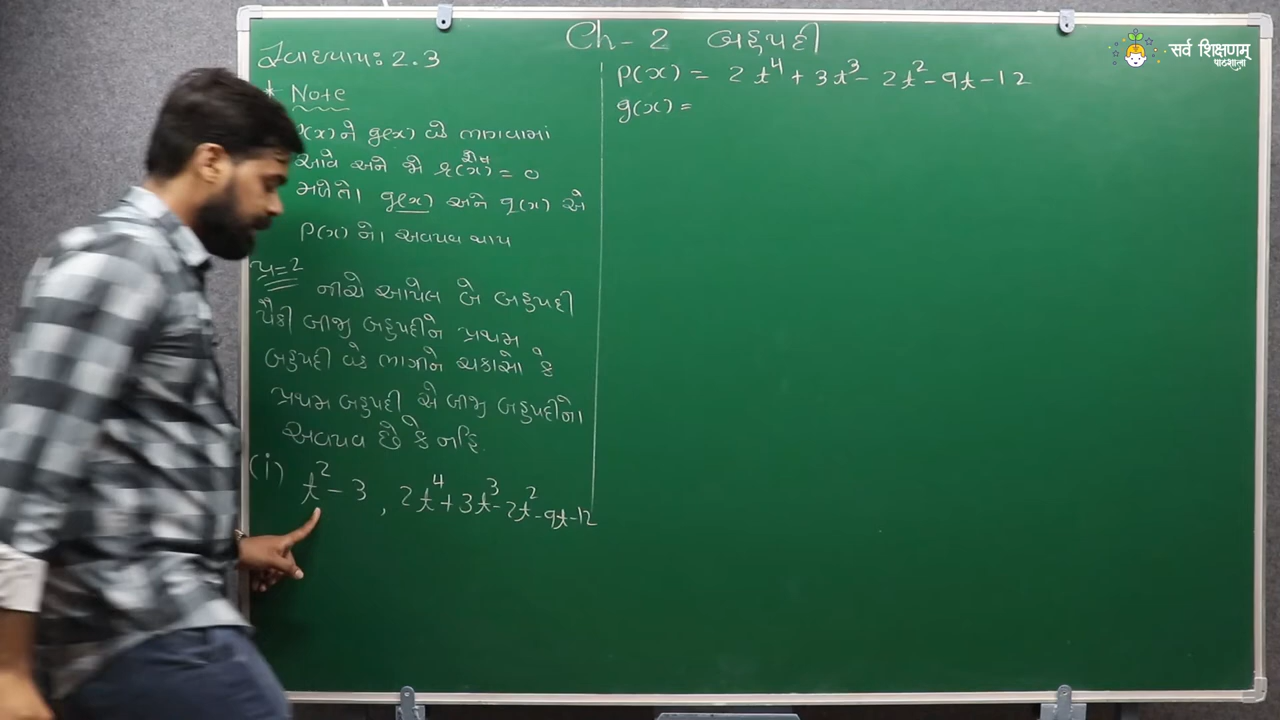 Ch - 2 બહુપદી
સર્વ શિક્ષણમ્
પાઠશાલા
સ્વાધ્યાયઃ 2.3
* Note
P(x) ને g(x) વડે ભાગવામાં
આવે અને જો શેષ r(x) = 0
મળે તો g(x) અને q(x) એ
P(x) નો અવયવ થાય
પ્ર=2 નીચે આપેલ બે બહુપદી
પૈકી બીજી બહુપદીને પ્રથમ
બહુપદી વડે ભાગીને ચકાસો કે
પ્રથમ બહુપદી એ બીજી બહુપદીનો
અવયવ છે કે નહિ.
(i) t² - 3 , 2t⁴ + 3t³ - 2t² - 9t - 12
P(x) = 2t⁴ + 3t³ - 2t² - 9t - 12
g(x) =